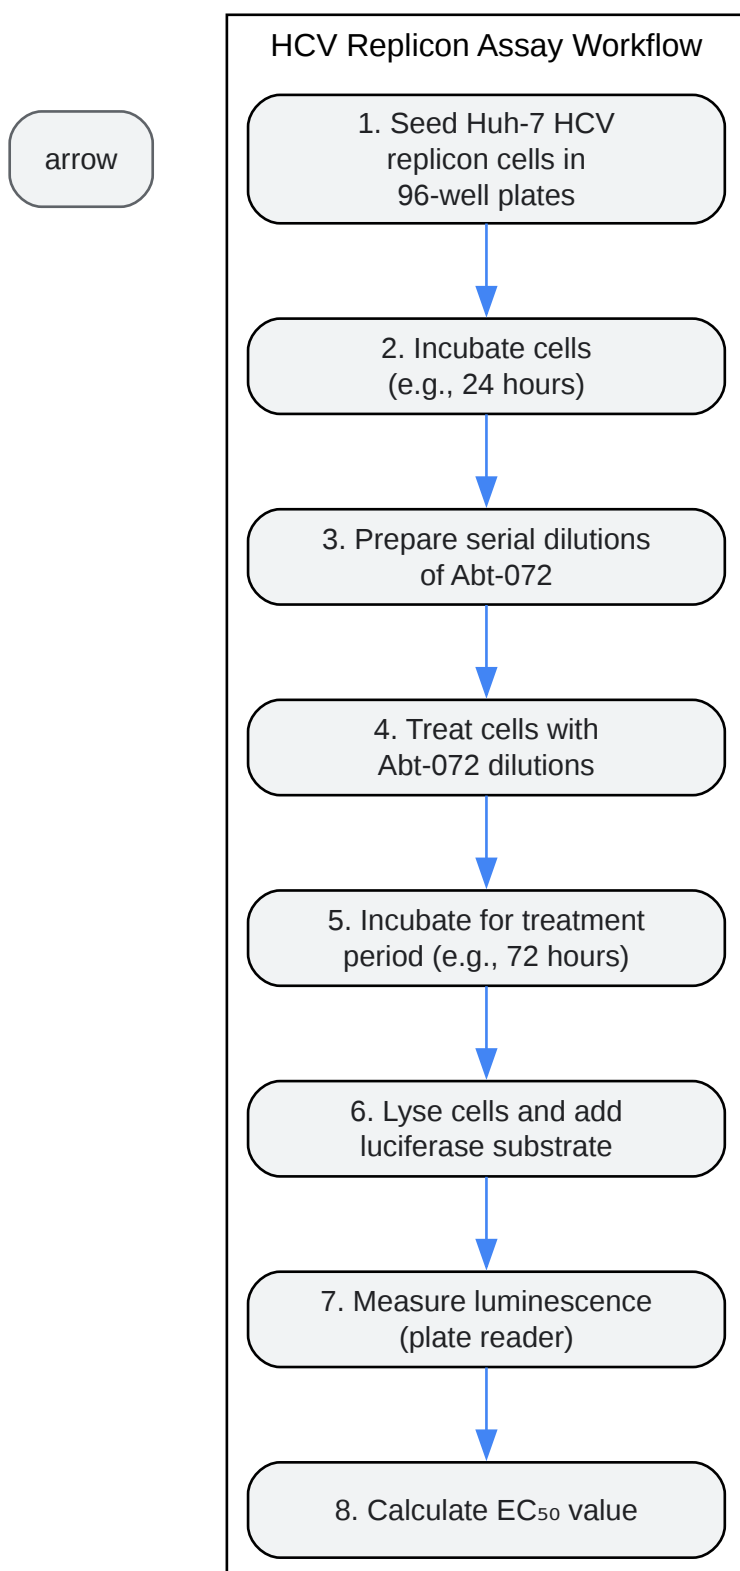 HCV Replicon Assay Workflow
arrow
1. Seed Huh-7 HCV
replicon cells in
96-well plates
2. Incubate cells
(e.g., 24 hours)
3. Prepare serial dilutions
of Abt-072
4. Treat cells with
Abt-072 dilutions
5. Incubate for treatment
period (e.g., 72 hours)
6. Lyse cells and add
luciferase substrate
7. Measure luminescence
(plate reader)
8. Calculate EC₅₀ value